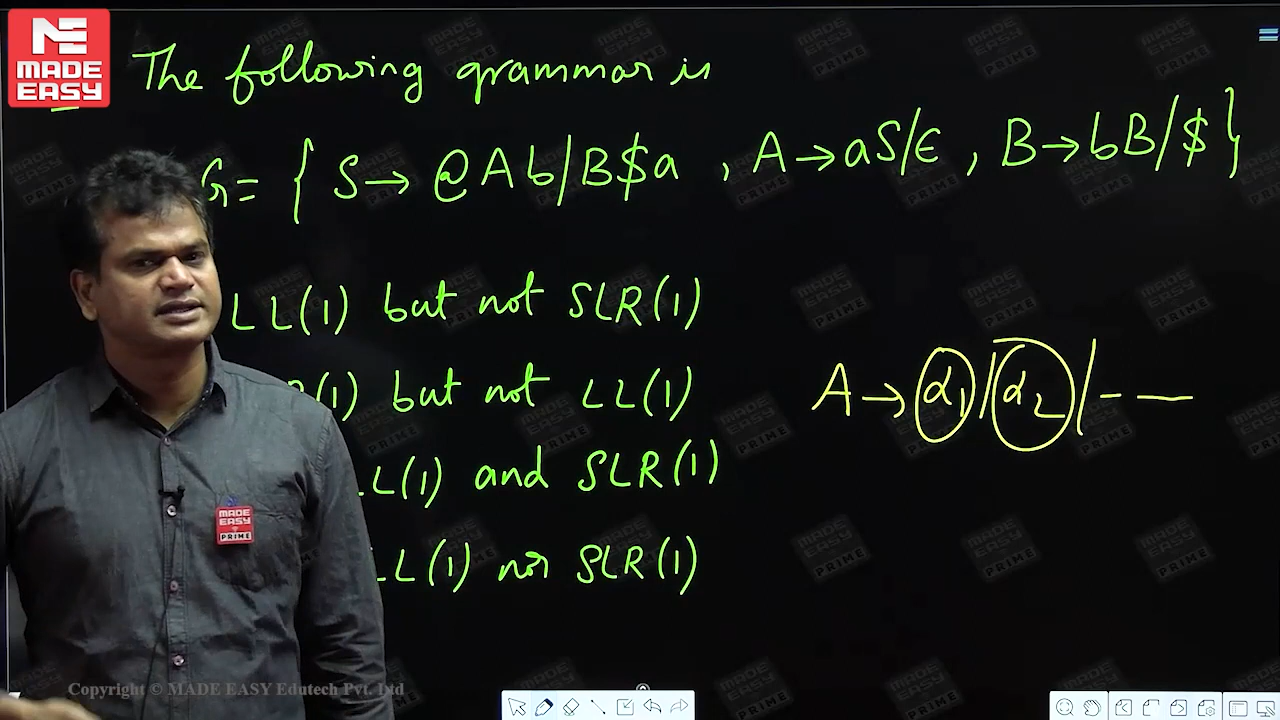 MADE
EASY
The following grammar is
G = { S → @Ab/B$a , A → aS/ϵ , B → bB/$ }
LL(1) but not SLR(1)
R(1) but not LL(1)
LL(1) and SLR(1)
LL(1) nor SLR(1)
A → α1/α2/- —
MADE
EASY
PRIME
Copyright © MADE EASY Edutech Pvt. Ltd